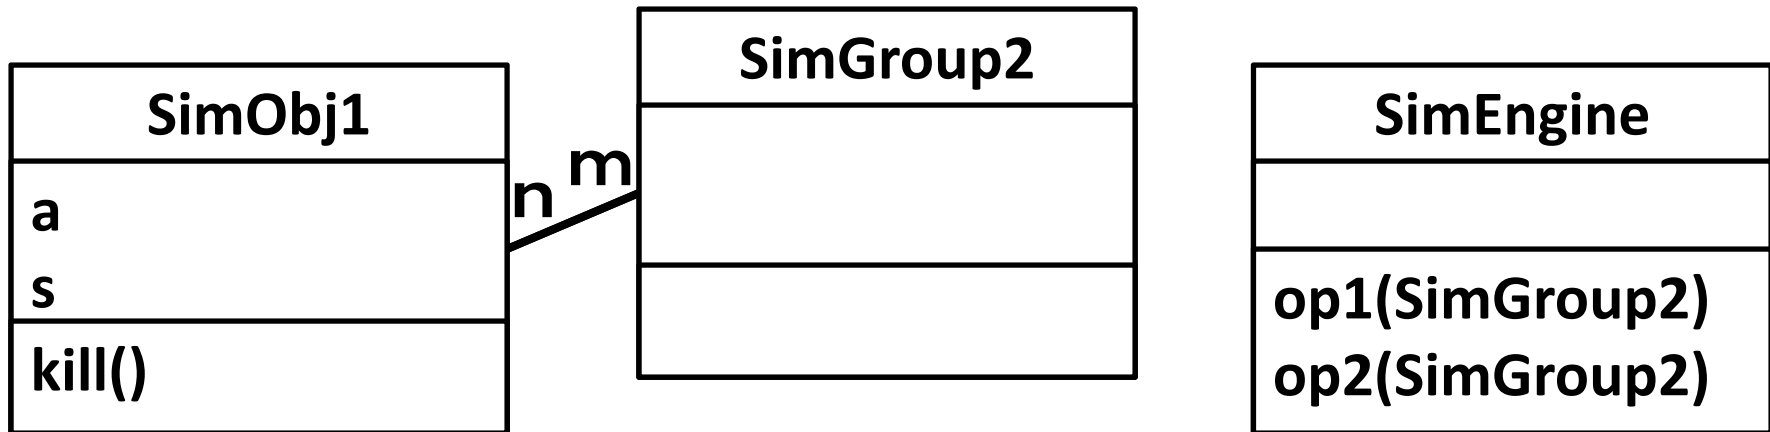 SimObj1
a
s
kill()
n
m
SimGroup2
SimEngine
op1(SimGroup2)
op2(SimGroup2)